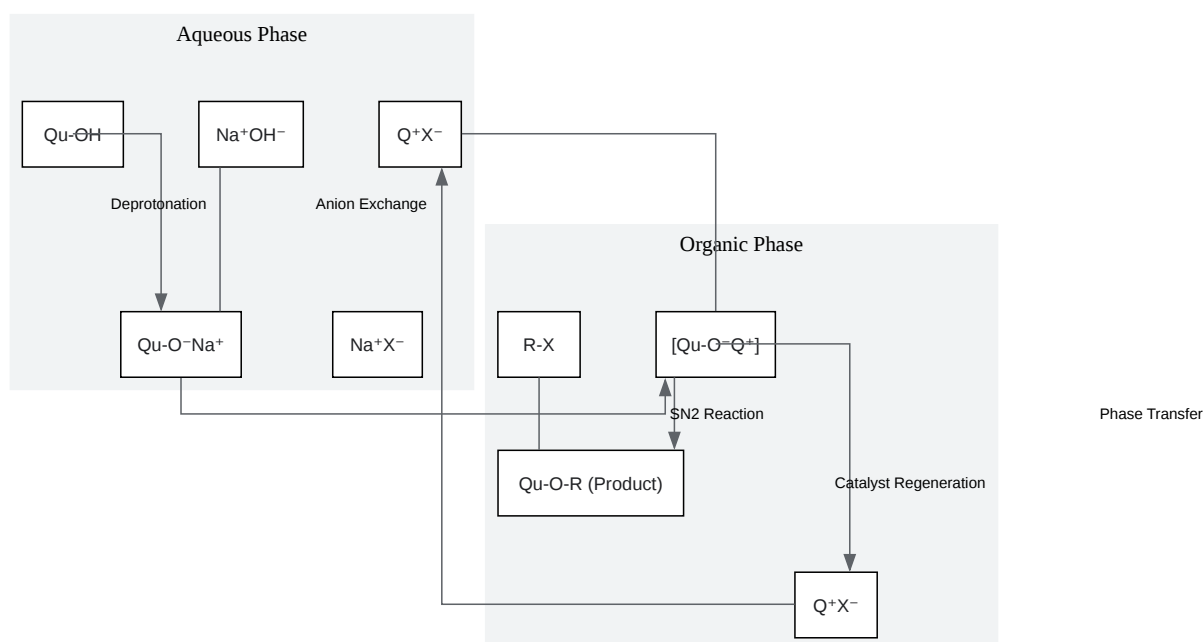 Aqueous Phase
Qu-OH
Na⁺OH⁻
Q⁺X⁻
Deprotonation
Anion Exchange
Organic Phase
Qu-O⁻Na⁺
Na⁺X⁻
R-X
[Qu-O⁻Q⁺]
SN2 Reaction
Phase Transfer
Qu-O-R (Product)
Catalyst Regeneration
Q⁺X⁻